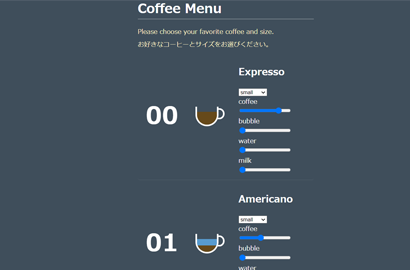 Coffee Menu
Please choose your favorite coffee and size.
お好きなコーヒーとサイズをお選びください。
00
Expresso
small
coffee
bubble
water
milk
01
Americano
small
coffee
bubble
water